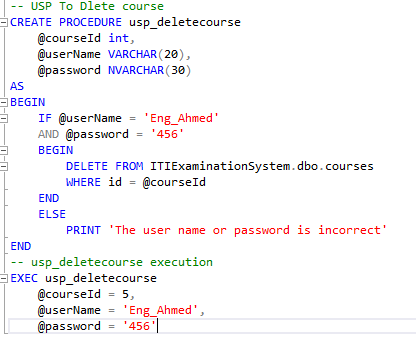 -- USP To Dlete course
CREATE PROCEDURE usp_deletecourse
    @courseId int,
    @userName VARCHAR(20),
    @password NVARCHAR(30)
AS
BEGIN
    IF @userName = 'Eng_Ahmed'
    AND @password = '456'
    BEGIN
        DELETE FROM ITIExaminationSystem.dbo.courses
        WHERE id = @courseId
    END
    ELSE
        PRINT 'The user name or password is incorrect'
END
-- usp_deletecourse execution
EXEC usp_deletecourse
    @courseId = 5,
    @userName = 'Eng_Ahmed',
    @password = '456'